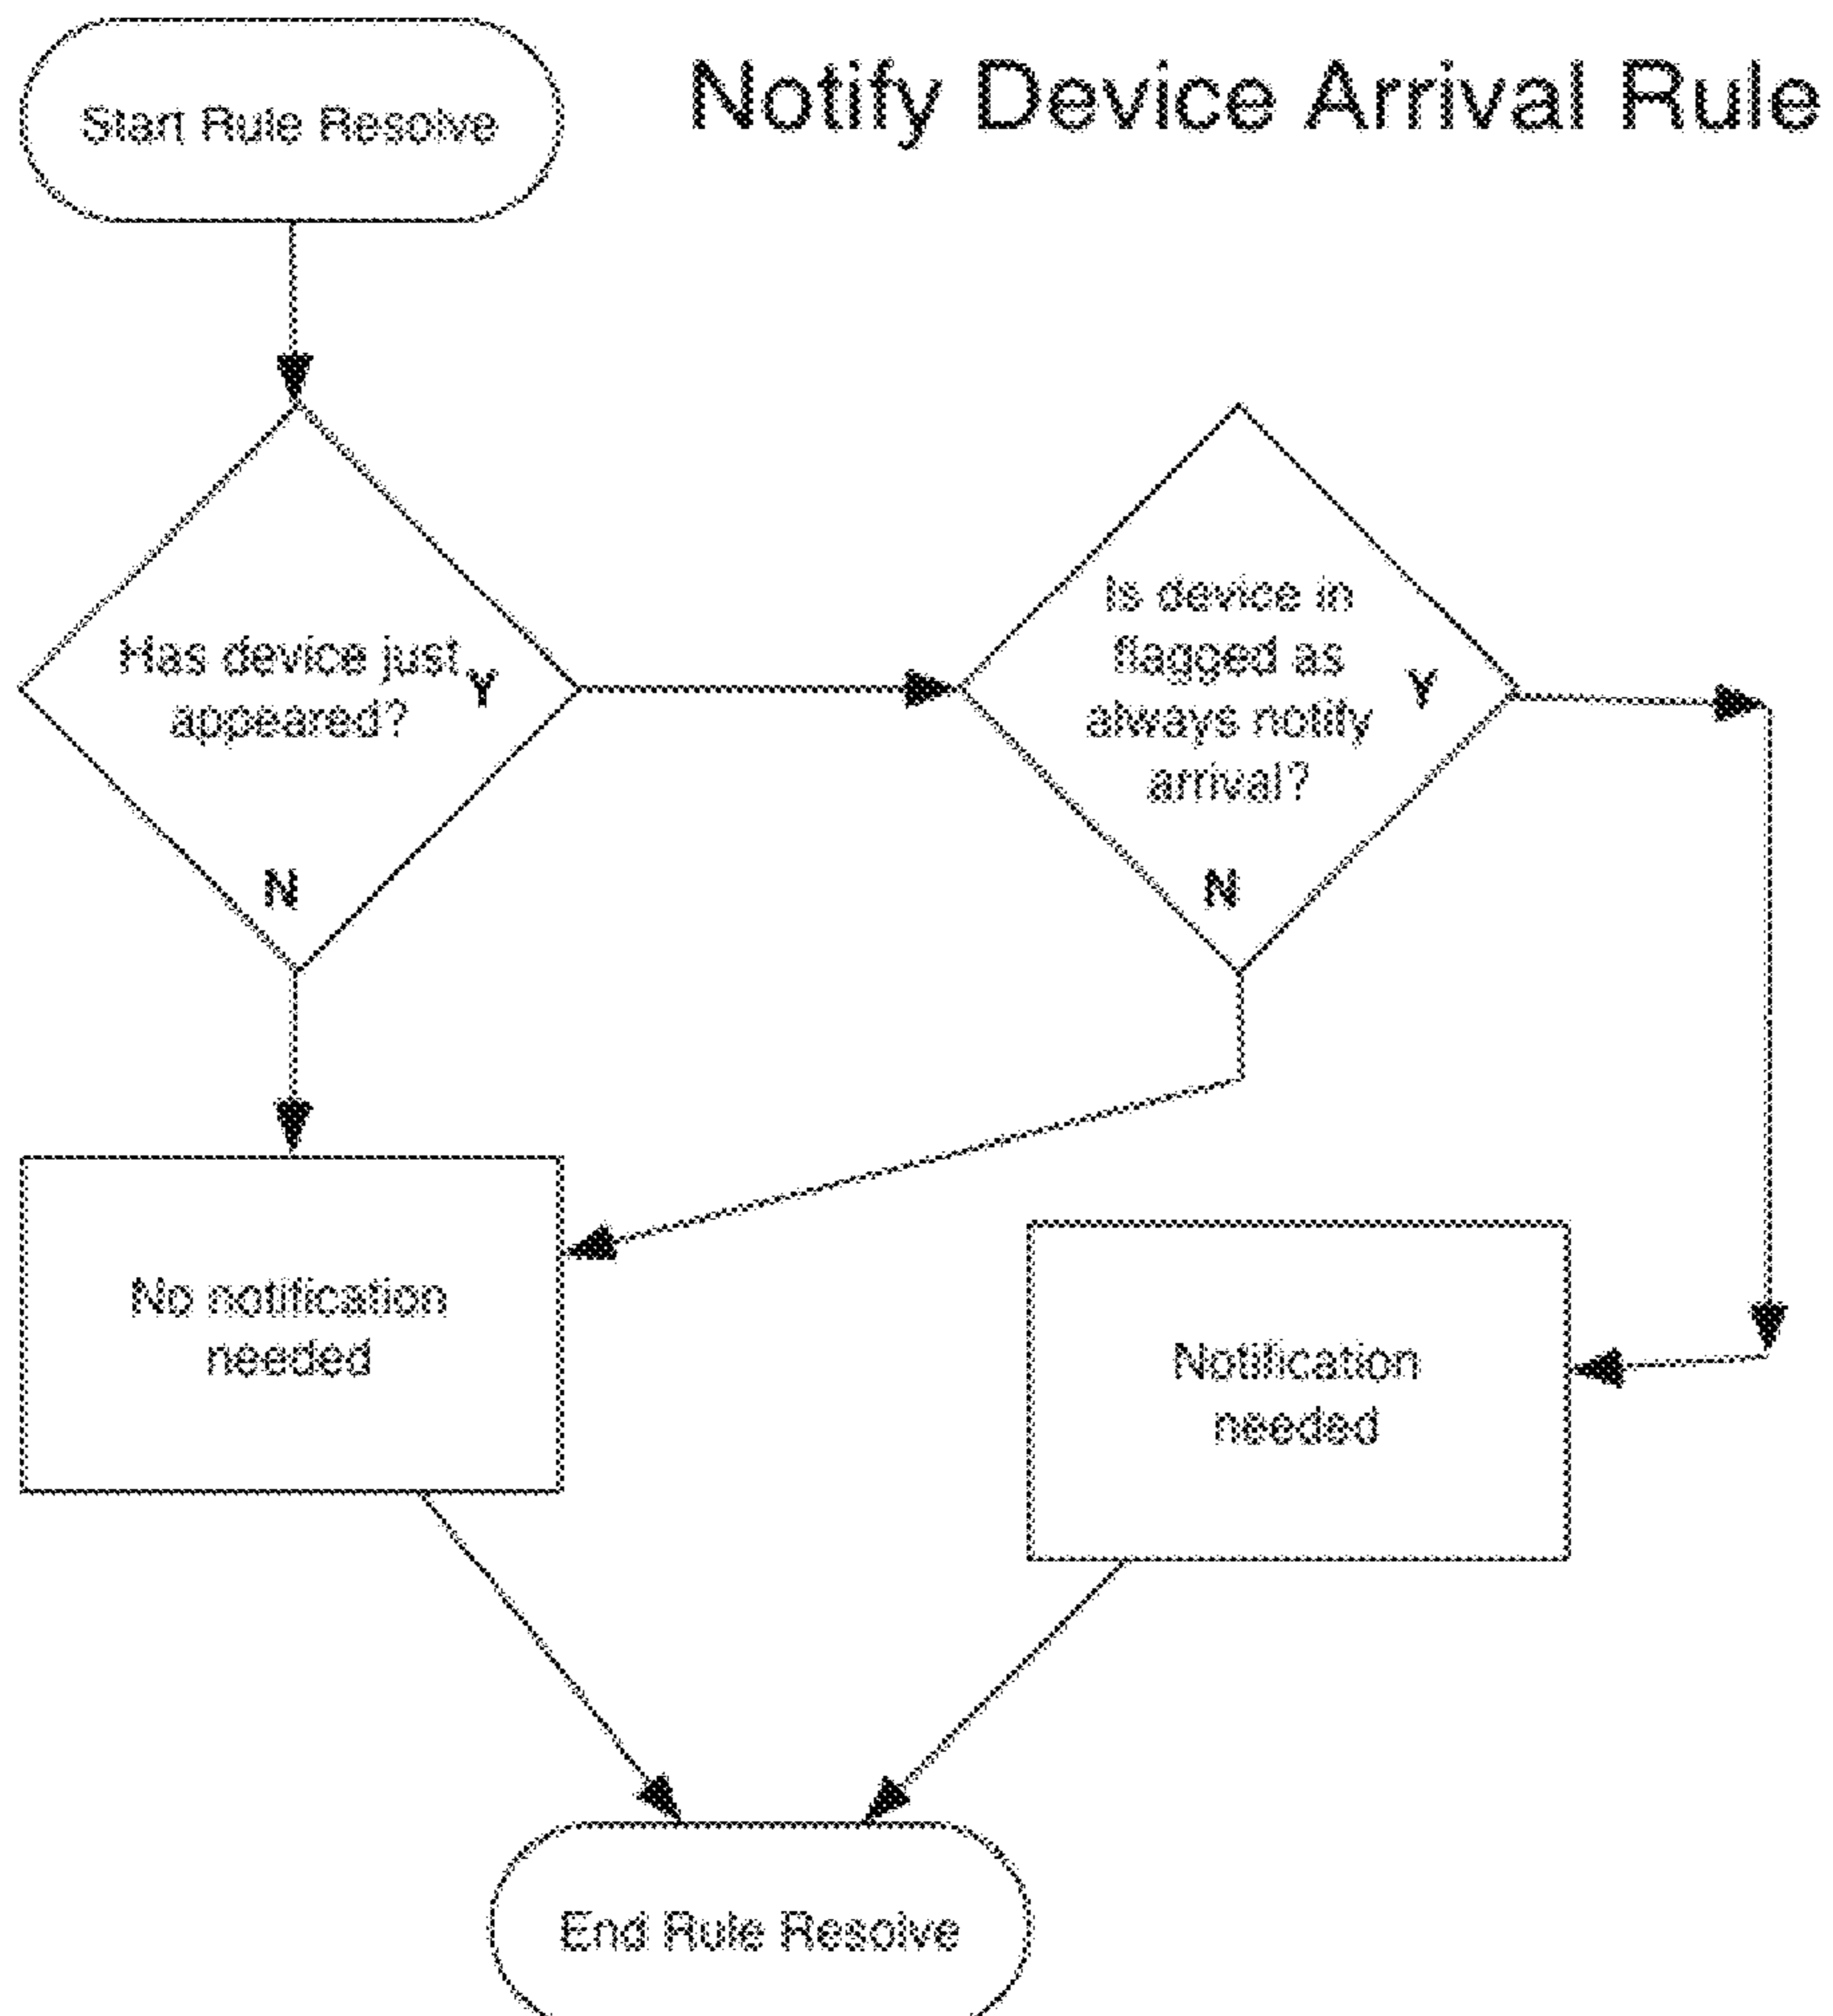 Notify Device Arrival Rule
Start Rule Resolve
Has device just
appeared?
Y
N
Is device in
flagged as
always notify
arrival?
Y
N
No notification
needed
Notification
needed
End Rule Resolve